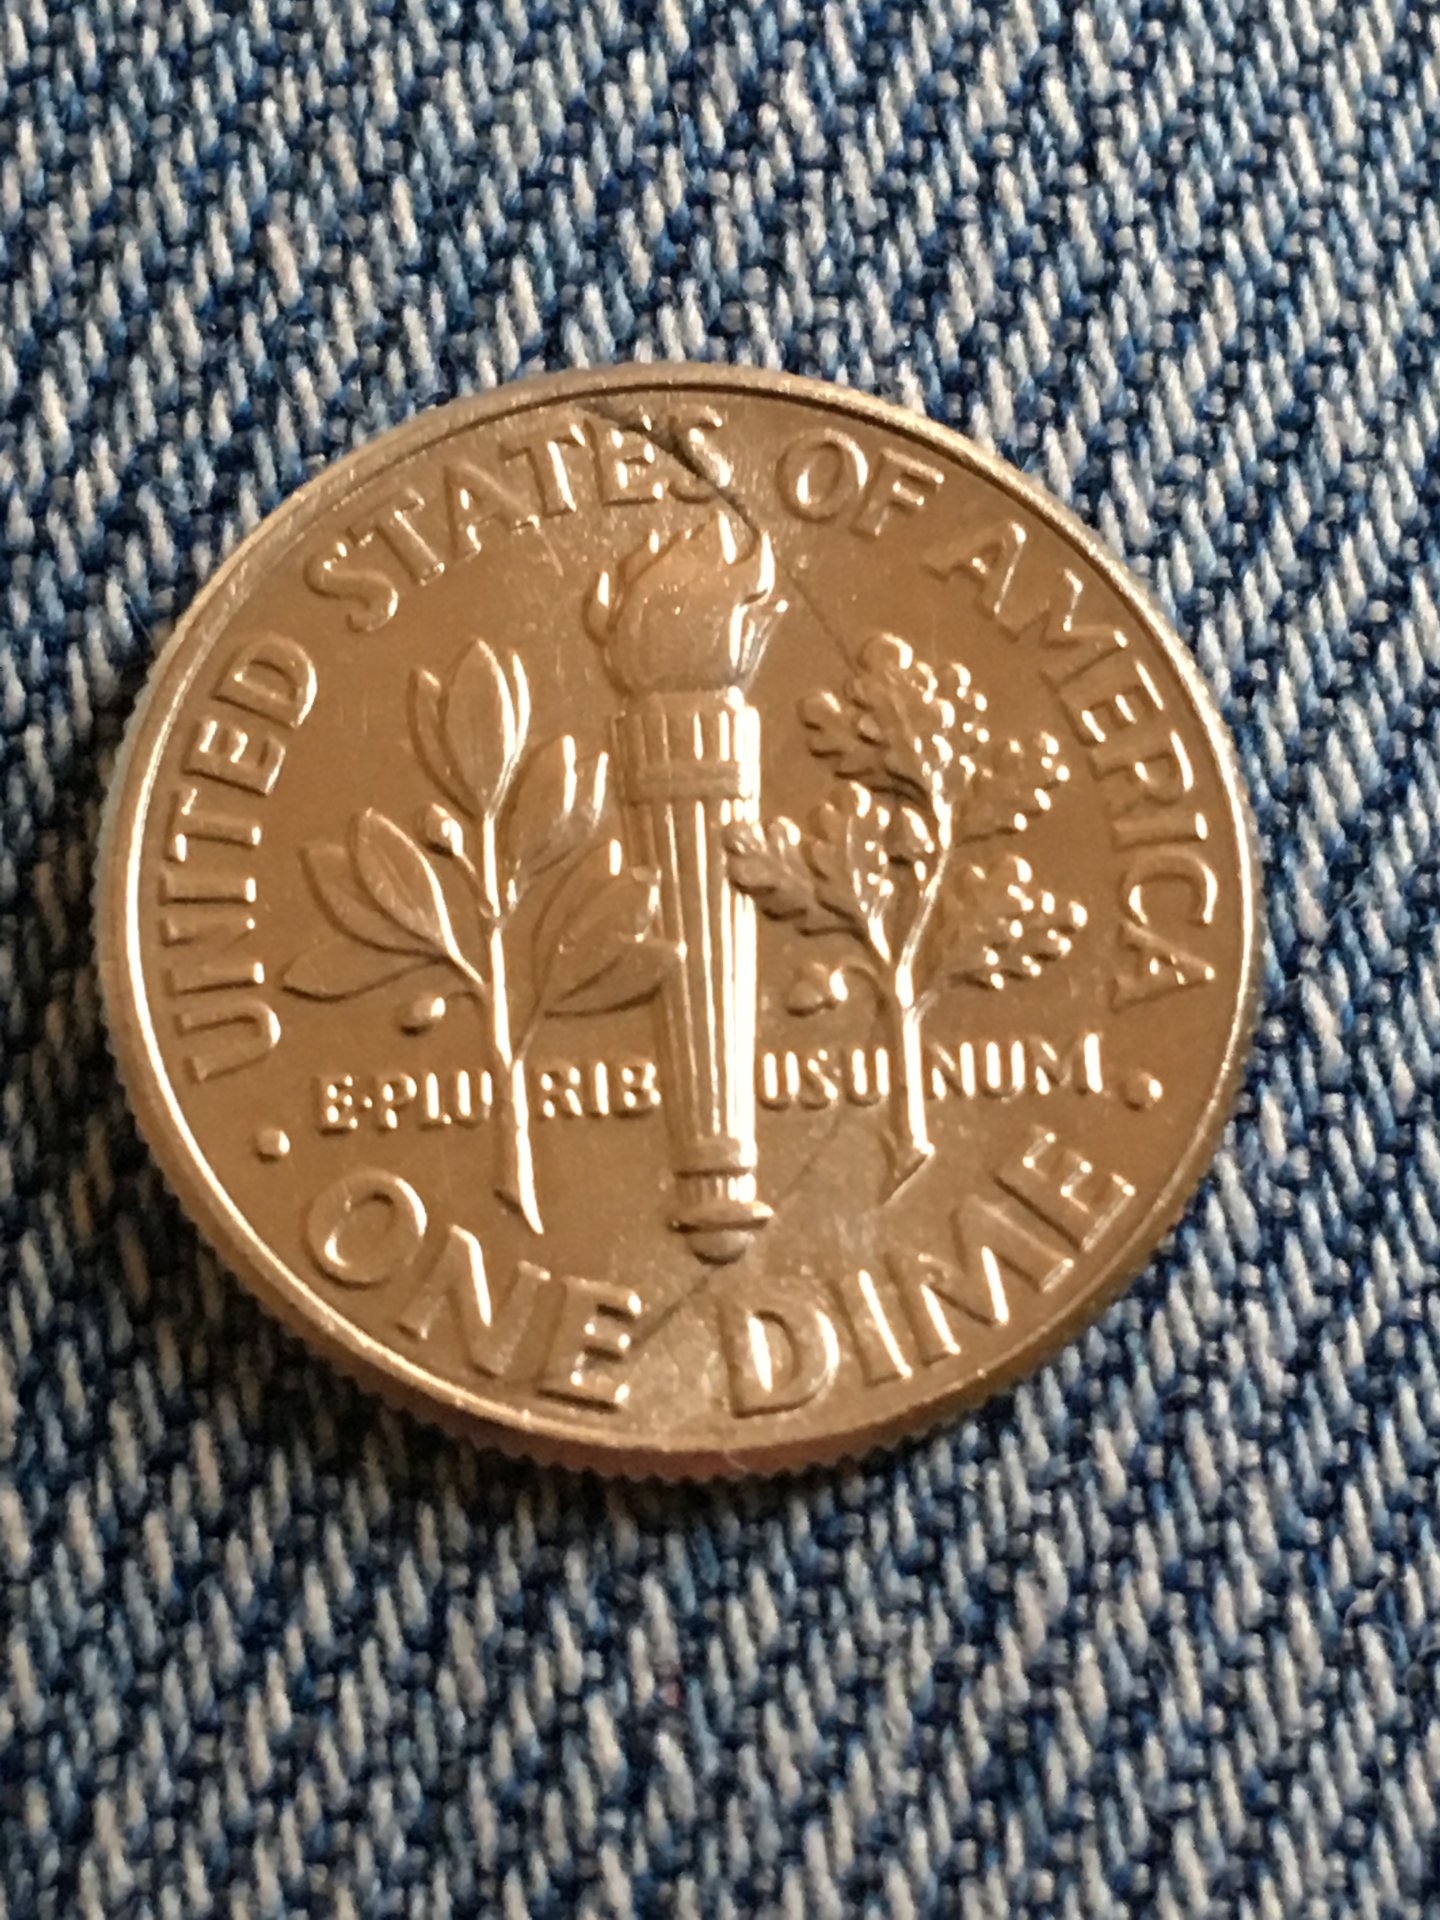 UNITED STATES OF AMERICA
E·PLURIBUS UNUM
· ONE DIME ·